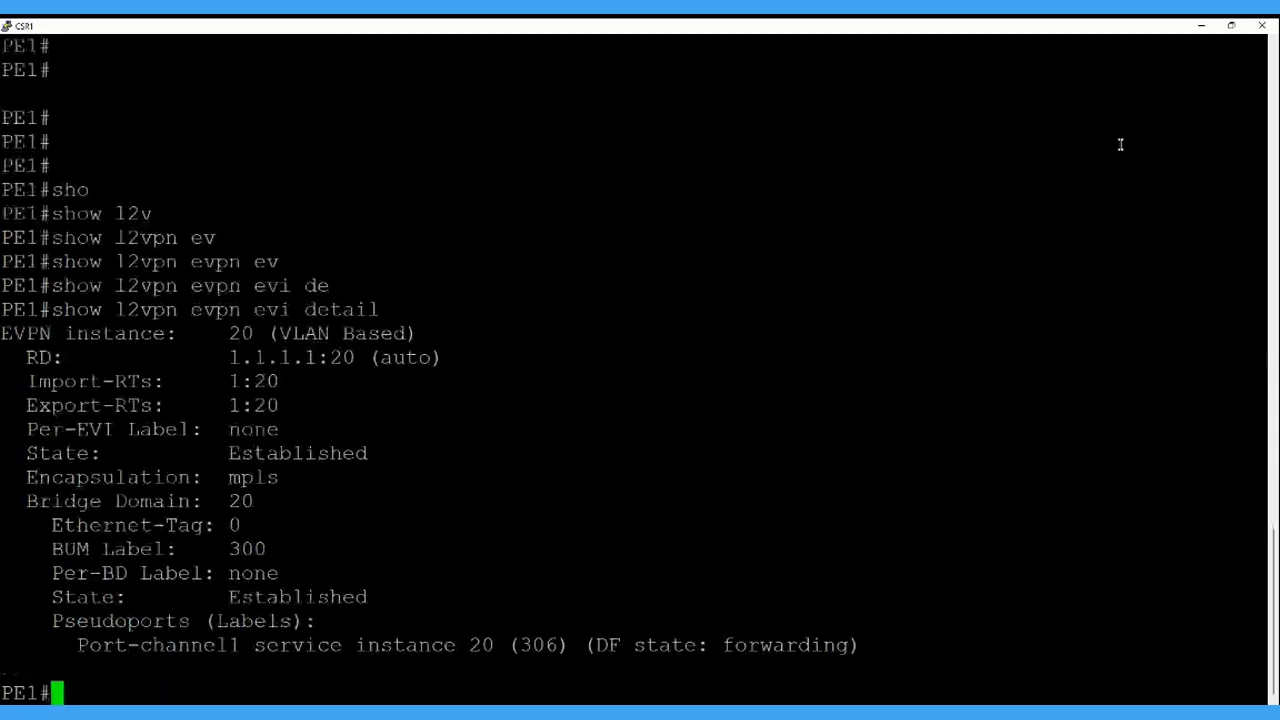 CSR1
PE1#
PE1#
PE1#
PE1#
PE1#
PE1#sho
PE1#show l2v
PE1#show l2vpn ev
PE1#show l2vpn evpn ev
PE1#show l2vpn evpn evi de
PE1#show l2vpn evpn evi detail
EVPN instance:    20 (VLAN Based)
  RD:             1.1.1.1:20 (auto)
  Import-RTs:     1:20
  Export-RTs:     1:20
  Per-EVI Label:  none
  State:          Established
  Encapsulation:  mpls
  Bridge Domain:  20
    Ethernet-Tag: 0
    BUM Label:    300
    Per-BD Label: none
    State:        Established
    Pseudoports (Labels):
      Port-channel1 service instance 20 (306) (DF state: forwarding)
PE1#